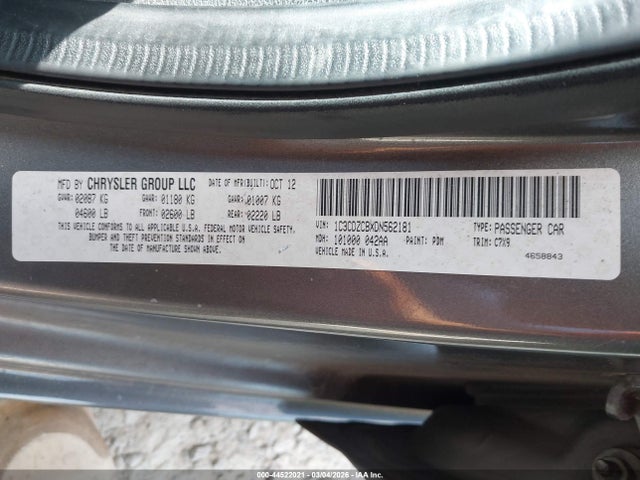 MFD BY CHRYSLER GROUP LLC DATE OF MFR(BUILT): OCT 12
GVWR: 02087 KG GAWR: 01180 KG GAWR: 01007 KG
04600 LB FRONT: 02600 LB REAR: 02220 LB
THIS VEHICLE CONFORMS TO ALL APPLICABLE U.S.A. FEDERAL MOTOR VEHICLE SAFETY,
BUMPER AND THEFT PREVENTION STANDARDS IN EFFECT ON THE DATE OF
MANUFACTURE SHOWN ABOVE.
VIN: 1C3CDZCBXDN562181 TYPE: PASSENGER CAR
MDH: 101000 042AA PAINT: PDM TRIM: C7X9
VEHICLE MADE IN U.S.A.
4658843
000-44522021 - 03/04/2026 - IAA Inc.